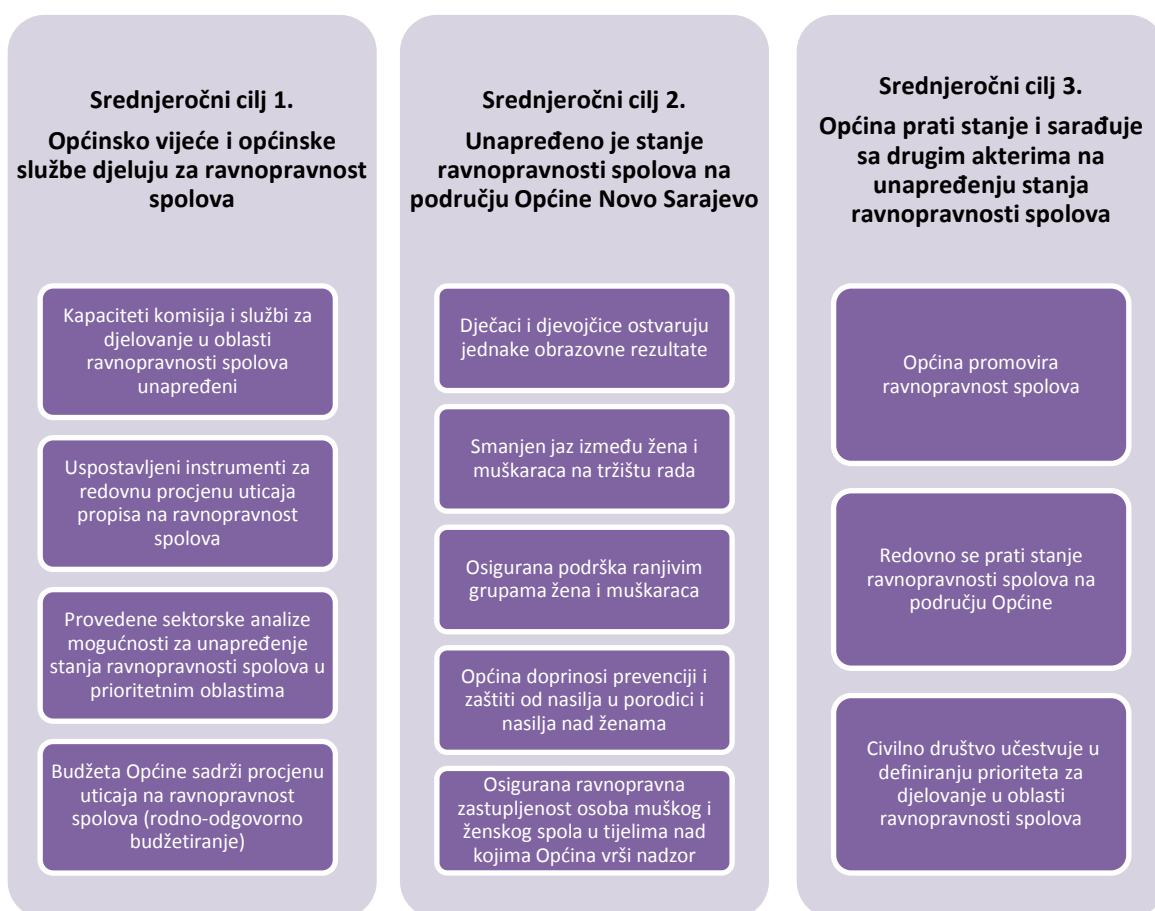 Srednjeročni cilj 1.
Općinsko vijeće i općinske
službe djeluju za ravnopravnost
spolova
Kapaciteti komisija i službi za
djelovanje u oblasti
ravnopravnosti spolova
unapređeni
Uspostavljeni instrumenti za
redovnu procjenu uticaja
propisa na ravnopravnost
spolova
Provedene sektorske analize
mogućnosti za unapređenje
stanja ravnopravnosti spolova u
prioritetnim oblastima
Budžeta Općine sadrži procjenu
uticaja na ravnopravnost
spolova (rodno-odgovorno
budžetiranje)
Srednjeročni cilj 2.
Unapređeno je stanje
ravnopravnosti spolova na
području Općine Novo Sarajevo
Dječaci i djevojčice ostvaruju
jednake obrazovne rezultate
Smanjen jaz između žena i
muškaraca na tržištu rada
Osigurana podrška ranjivim
grupama žena i muškaraca
Općina doprinosi prevenciji i
zaštiti od nasilja u porodici i
nasilja nad ženama
Osigurana ravnopravna
zastupljenost osoba muškog i
ženskog spola u tijelima nad
kojima Općina vrši nadzor
Srednjeročni cilj 3.
Općina prati stanje i sarađuje
sa drugim akterima na
unapređenju stanja
ravnopravnosti spolova
Općina promovira
ravnopravnost spolova
Redovno se prati stanje
ravnopravnosti spolova na
području Općine
Civilno društvo učestvuje u
definiranju prioriteta za
djelovanje u oblasti
ravnopravnosti spolova